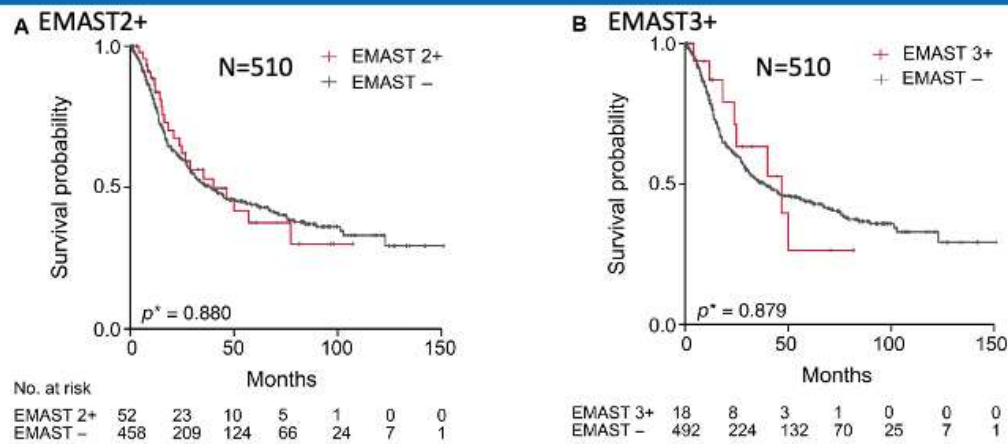 A EMAST2+
1.0
N=510
EMAST 2+
EMAST –
Survival probability
0.5
p* = 0.880
0.0
0 50 100 150
Months
No. at risk
EMAST 2+ 52 23 10 5 1 0 0
EMAST – 458 209 124 66 24 7 1
B EMAST3+
1.0
N=510
EMAST 3+
EMAST –
Survival probability
0.5
p* = 0.879
0.0
0 50 100 150
Months
EMAST 3+ 18 8 3 1 0 0 0
EMAST – 492 224 132 70 25 7 1